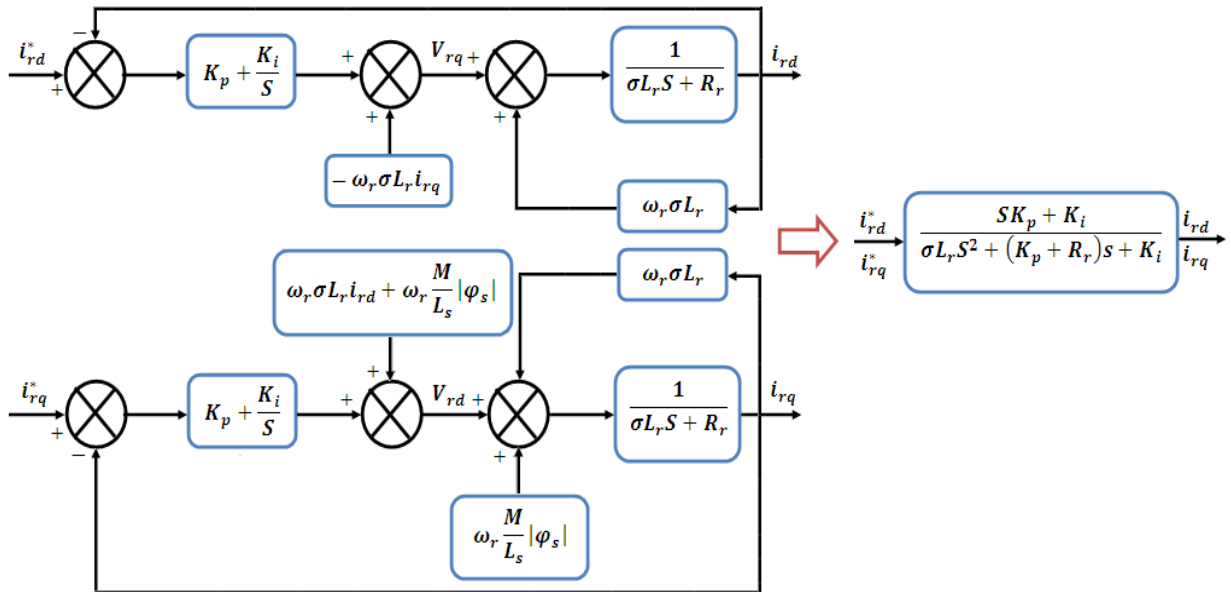 −
i*rd
+
Kp + Ki/S
+
Vrq +
1/(σLrS + Rr)
ird
+
+
− ωrσLrirq
ωrσLr
i*rd
i*rq
(SKp + Ki)/(σLrS² + (Kp + Rr)s + Ki)
ird
irq
ωrσLrird + ωr M/Ls |φs|
ωrσLr
+
+
i*rq
+
−
Kp + Ki/S
+
Vrd +
1/(σLrS + Rr)
irq
+
ωr M/Ls |φs|